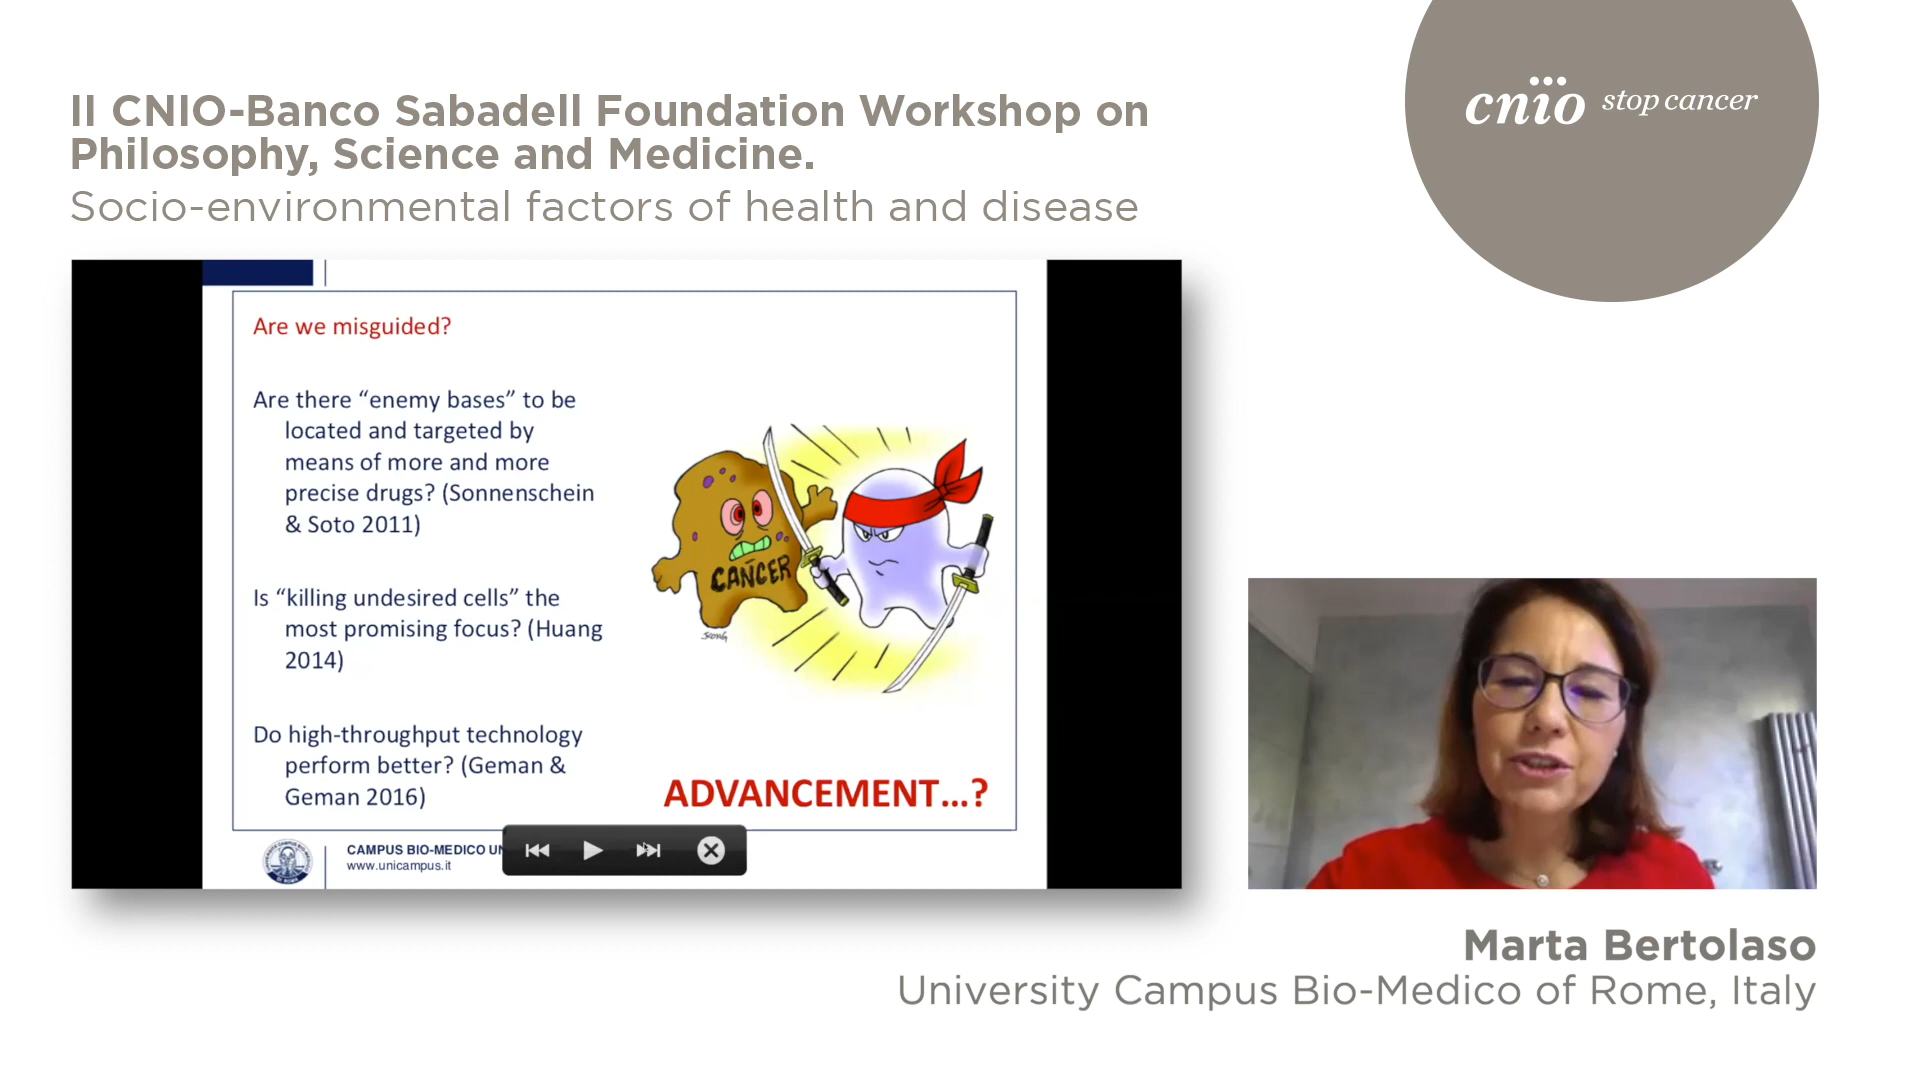 II CNIO-Banco Sabadell Foundation Workshop on
Philosophy, Science and Medicine.
Socio-environmental factors of health and disease
cnio stop cancer
Are we misguided?
Are there “enemy bases” to be
located and targeted by
means of more and more
precise drugs? (Sonnenschein
& Soto 2011)
Is “killing undesired cells” the
most promising focus? (Huang
2014)
Do high-throughput technology
perform better? (Geman &
Geman 2016)
CANCER
ADVANCEMENT...?
CAMPUS BIO-MEDICO
www.unicampus.it
Marta Bertolaso
University Campus Bio-Medico of Rome, Italy